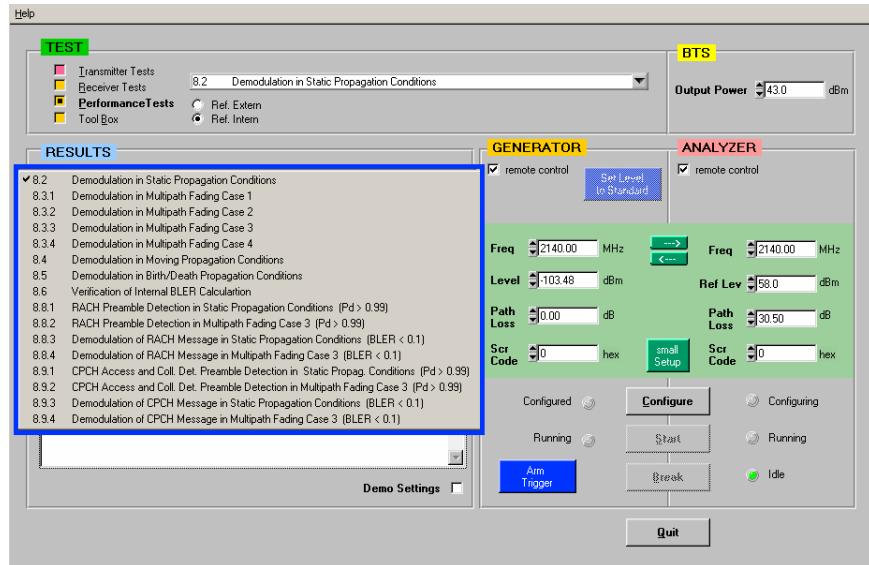 Help
TEST
Transmitter Tests
Receiver Tests
PerformanceTests
Tool Box
8.2 Demodulation in Static Propagation Conditions
Ref. Extern
Ref. Intern
BTS
Output Power 43.0 dBm
RESULTS
8.2 Demodulation in Static Propagation Conditions
8.3.1 Demodulation in Multipath Fading Case 1
8.3.2 Demodulation in Multipath Fading Case 2
8.3.3 Demodulation in Multipath Fading Case 3
8.3.4 Demodulation in Multipath Fading Case 4
8.4 Demodulation in Moving Propagation Conditions
8.5 Demodulation in Birth/Death Propagation Conditions
8.6 Verification of Internal BLER Calculartion
8.8.1 RACH Preamble Detection in Static Propagation Conditions (Pd > 0.99)
8.8.2 RACH Preamble Detection in Multipath Fading Case 3 (Pd > 0.99)
8.8.3 Demodulation of RACH Message in Static Propagation Conditions (BLER < 0.1)
8.8.4 Demodulation of RACH Message in Multipath Fading Case 3 (BLER < 0.1)
8.9.1 CPCH Access and Coll. Det. Preamble Detection in Static Propag. Conditions (Pd > 0.99)
8.9.2 CPCH Access and Coll. Det. Preamble Detection in Multipath Fading Case 3 (Pd > 0.99)
8.9.3 Demodulation of CPCH Message in Static Propagation Conditions (BLER < 0.1)
8.9.4 Demodulation of CPCH Message in Multipath Fading Case 3 (BLER < 0.1)
Demo Settings
GENERATOR
remote control
Set Level
to Standard
ANALYZER
remote control
Freq 2140.00 MHz
--->
<---
Freq 2140.00 MHz
Level -103.48 dBm
Ref Lev 58.0 dBm
Path
Loss 0.00 dB
Path
Loss 30.50 dB
Scr
Code 0 hex
small
Setup
Scr
Code 0 hex
Configured
Configure
Configuring
Running
Start
Running
Arm
Trigger
Break
Idle
Quit